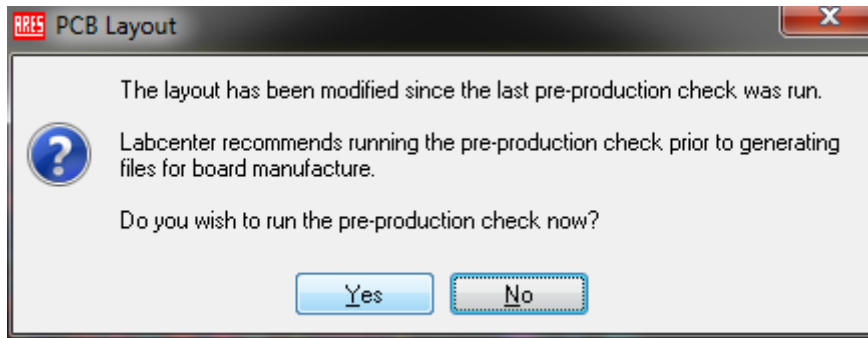 ARES PCB Layout
The layout has been modified since the last pre-production check was run.
Labcenter recommends running the pre-production check prior to generating
files for board manufacture.
Do you wish to run the pre-production check now?
Yes
No